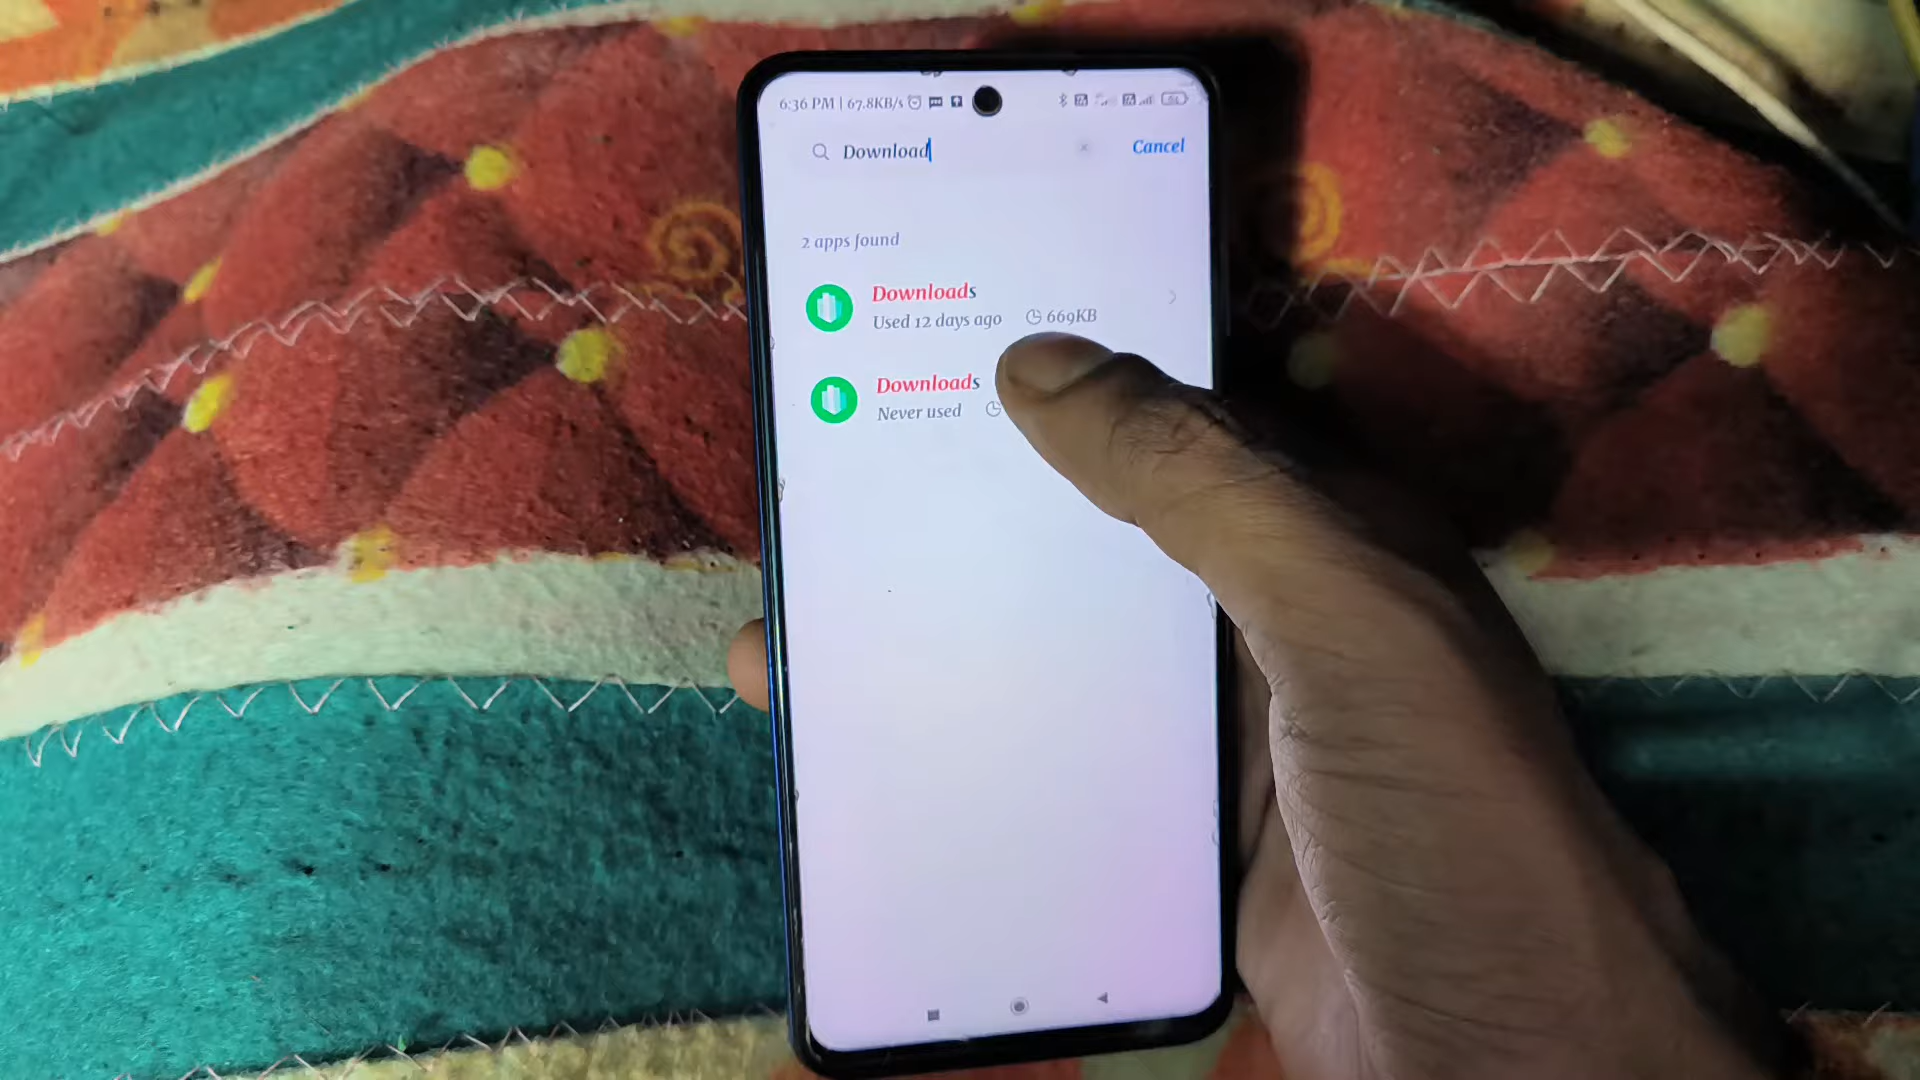 6:36 PM | 67.8KB/s
Download
Cancel
2 apps found
Downloads
Used 12 days ago 669KB
Downloads
Never used